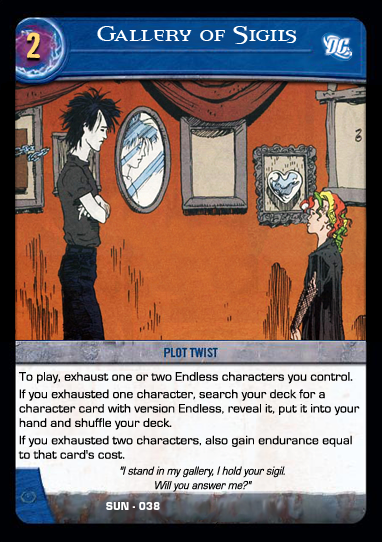 2
GALLERY OF SIGILS
DC
PLOT TWIST
To play, exhaust one or two Endless characters you control.
If you exhausted one character, search your deck for a
character card with version Endless, reveal it, put it into your
hand and shuffle your deck.
If you exhausted two characters, also gain endurance equal
to that card's cost.
"I stand in my gallery, I hold your sigil.
Will you answer me?"
SUN · 038